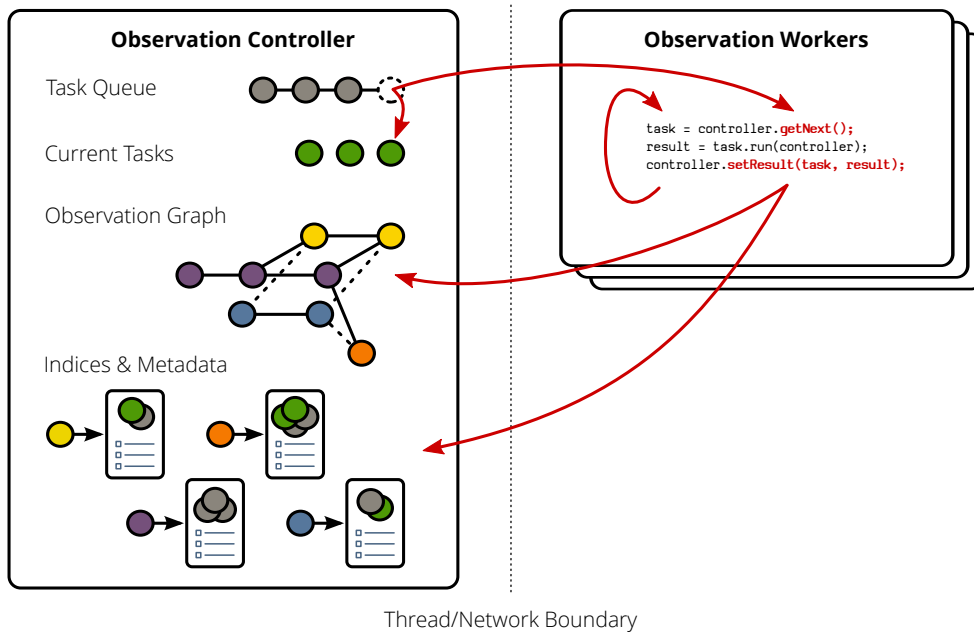 Observation Controller
Task Queue
Current Tasks
Observation Graph
Indices & Metadata
Observation Workers
task = controller.getNext();
result = task.run(controller);
controller.setResult(task, result);
Thread/Network Boundary